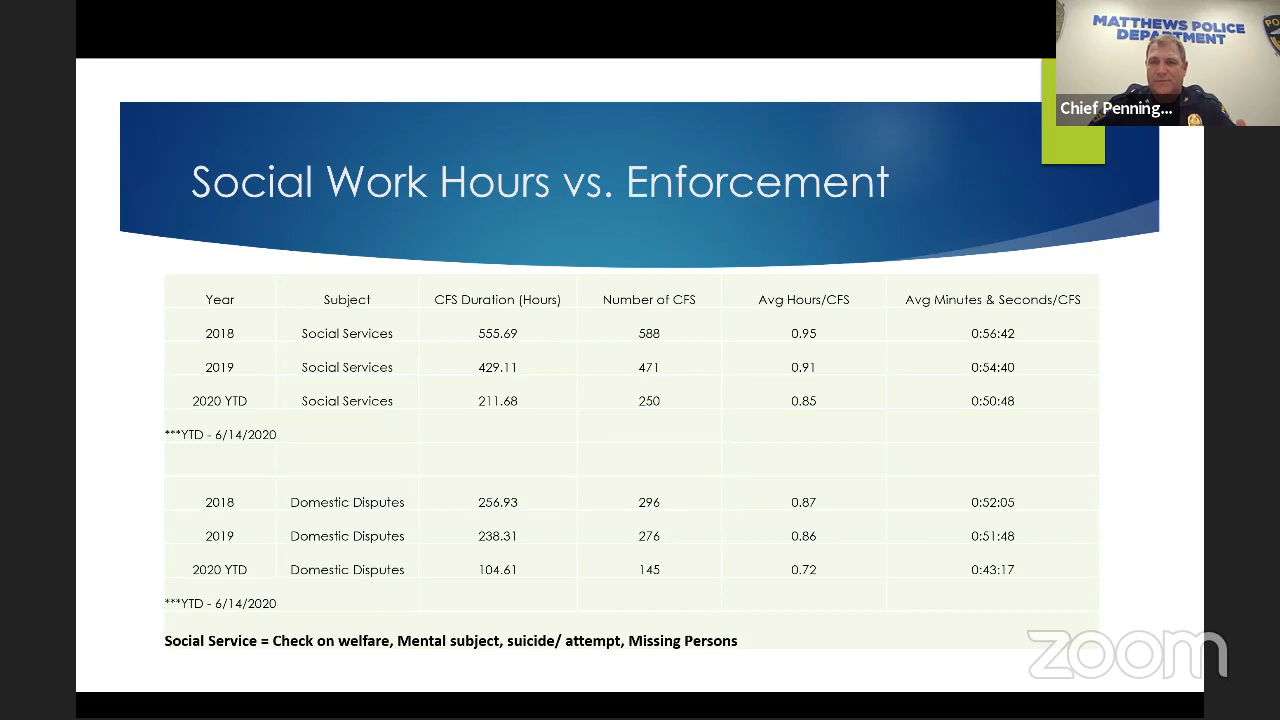 MATTHEWS POLICE
DEPARTMENT
PO
Chief Penning...
Social Work Hours vs. Enforcement
Year Subject CFS Duration (Hours) Number of CFS Avg Hours/CFS Avg Minutes & Seconds/CFS
2018 Social Services 555.69 588 0.95 0:56:42
2019 Social Services 429.11 471 0.91 0:54:40
2020 YTD Social Services 211.68 250 0.85 0:50:48
***YTD - 6/14/2020
2018 Domestic Disputes 256.93 296 0.87 0:52:05
2019 Domestic Disputes 238.31 276 0.86 0:51:48
2020 YTD Domestic Disputes 104.61 145 0.72 0:43:17
***YTD - 6/14/2020
Social Service = Check on welfare, Mental subject, suicide/ attempt, Missing Persons
zoom